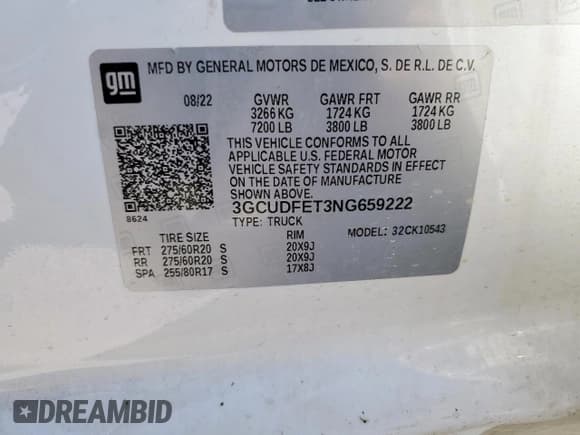 gm MFD BY GENERAL MOTORS DE MEXICO, S. DE R.L. DE C.V.
08/22 GVWR GAWR FRT GAWR RR
3266 KG 1724 KG 1724 KG
7200 LB 3800 LB 3800 LB
THIS VEHICLE CONFORMS TO ALL
APPLICABLE U.S. FEDERAL MOTOR
VEHICLE SAFETY STANDARDS IN EFFECT
ON THE DATE OF MANUFACTURE
SHOWN ABOVE.
8624 3GCUDFET3NG659222
TYPE: TRUCK MODEL: 32CK10543
TIRE SIZE RIM
FRT 275/60R20 S 20X9J
RR 275/60R20 S 20X9J
SPA 255/80R17 S 17X8J
DREAMBID